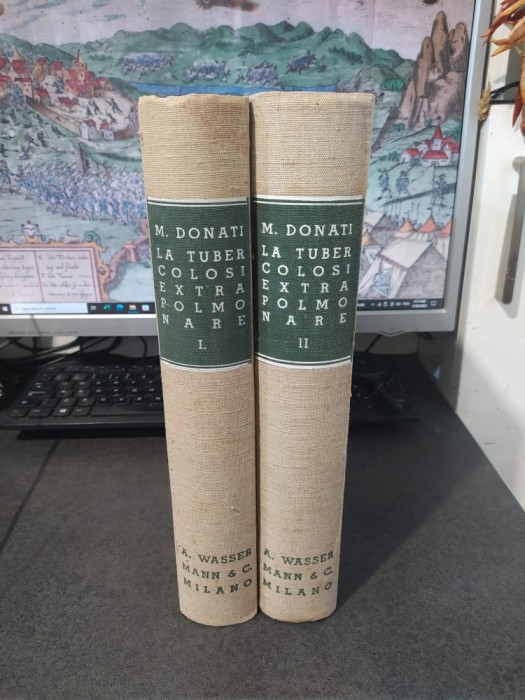 M. DONATI
LA TUBER
COLOSI
EXTRA
POLMO
NARE
I.
A. WASSER
MANN & C.
MILANO
M. DONATI
LA TUBER
COLOSI
EXTRA
POLMO
NARE
II
A. WASSER
MANN & C.
MILANO